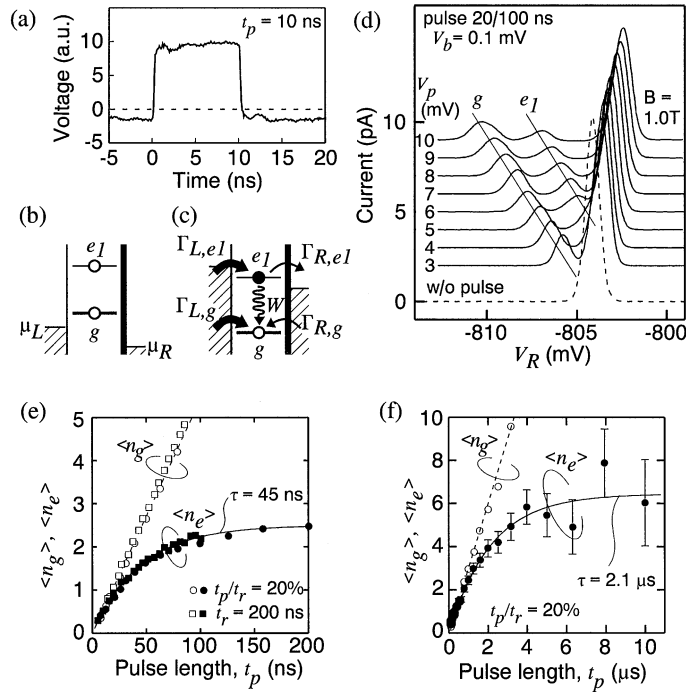 (a)
t_p = 10 ns
Voltage (a.u.)
10
5
0
-5
-5 0 5 10 15 20
Time (ns)
(b)
e1
g
μ_L
μ_R
(c)
Γ_L,e1
e1
Γ_R,e1
W
Γ_L,g
Γ_R,g
g
(d)
pulse 20/100 ns
V_b = 0.1 mV
V_p
(mV)
g
e1
B =
1.0T
10
9
8
7
6
5
4
3
w/o pulse
Current (pA)
10
5
0
-810 -805 -800
V_R (mV)
(e)
<n_g>, <n_e>
5
4
3
2
1
0
<n_g>
<n_e>
τ = 45 ns
t_p/t_r = 20%
t_r = 200 ns
0 50 100 150 200
Pulse length, t_p (ns)
(f)
<n_g>, <n_e>
10
8
6
4
2
0
<n_g>
<n_e>
τ = 2.1 μs
t_p/t_r = 20%
0 2 4 6 8 10
Pulse length, t_p (μs)